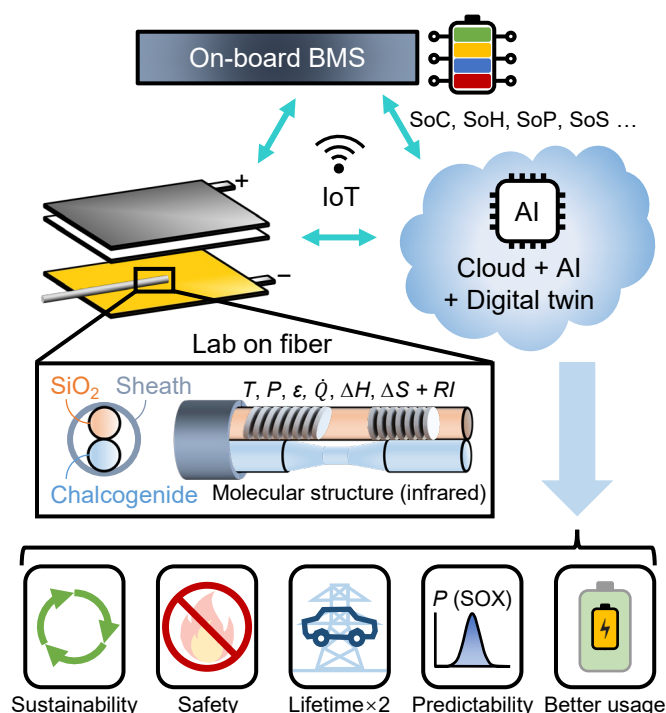 On-board BMS
SoC, SoH, SoP, SoS ...
IoT
+
−
AI
Cloud + AI
+ Digital twin
Lab on fiber
SiO₂
Sheath
Chalcogenide
T, P, ε, Q̇, ΔH, ΔS + RI
Molecular structure (infrared)
P (SOX)
Sustainability
Safety
Lifetime×2
Predictability
Better usage